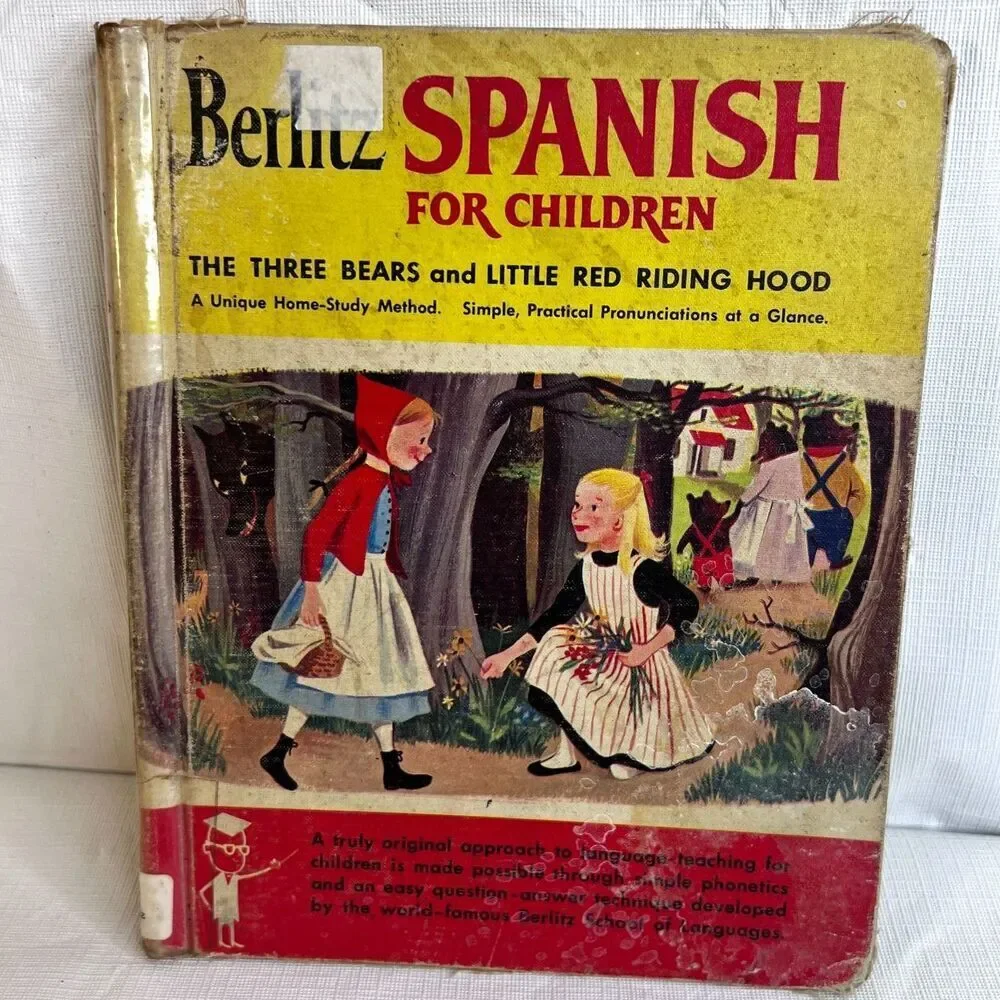 Berlitz SPANISH
FOR CHILDREN
THE THREE BEARS and LITTLE RED RIDING HOOD
A Unique Home-Study Method. Simple, Practical Pronunciations at a Glance.
A truly original approach to language teaching for
children is made possible through simple phonetics
and an easy question-answer technique developed
by the world-famous Berlitz School of Languages.